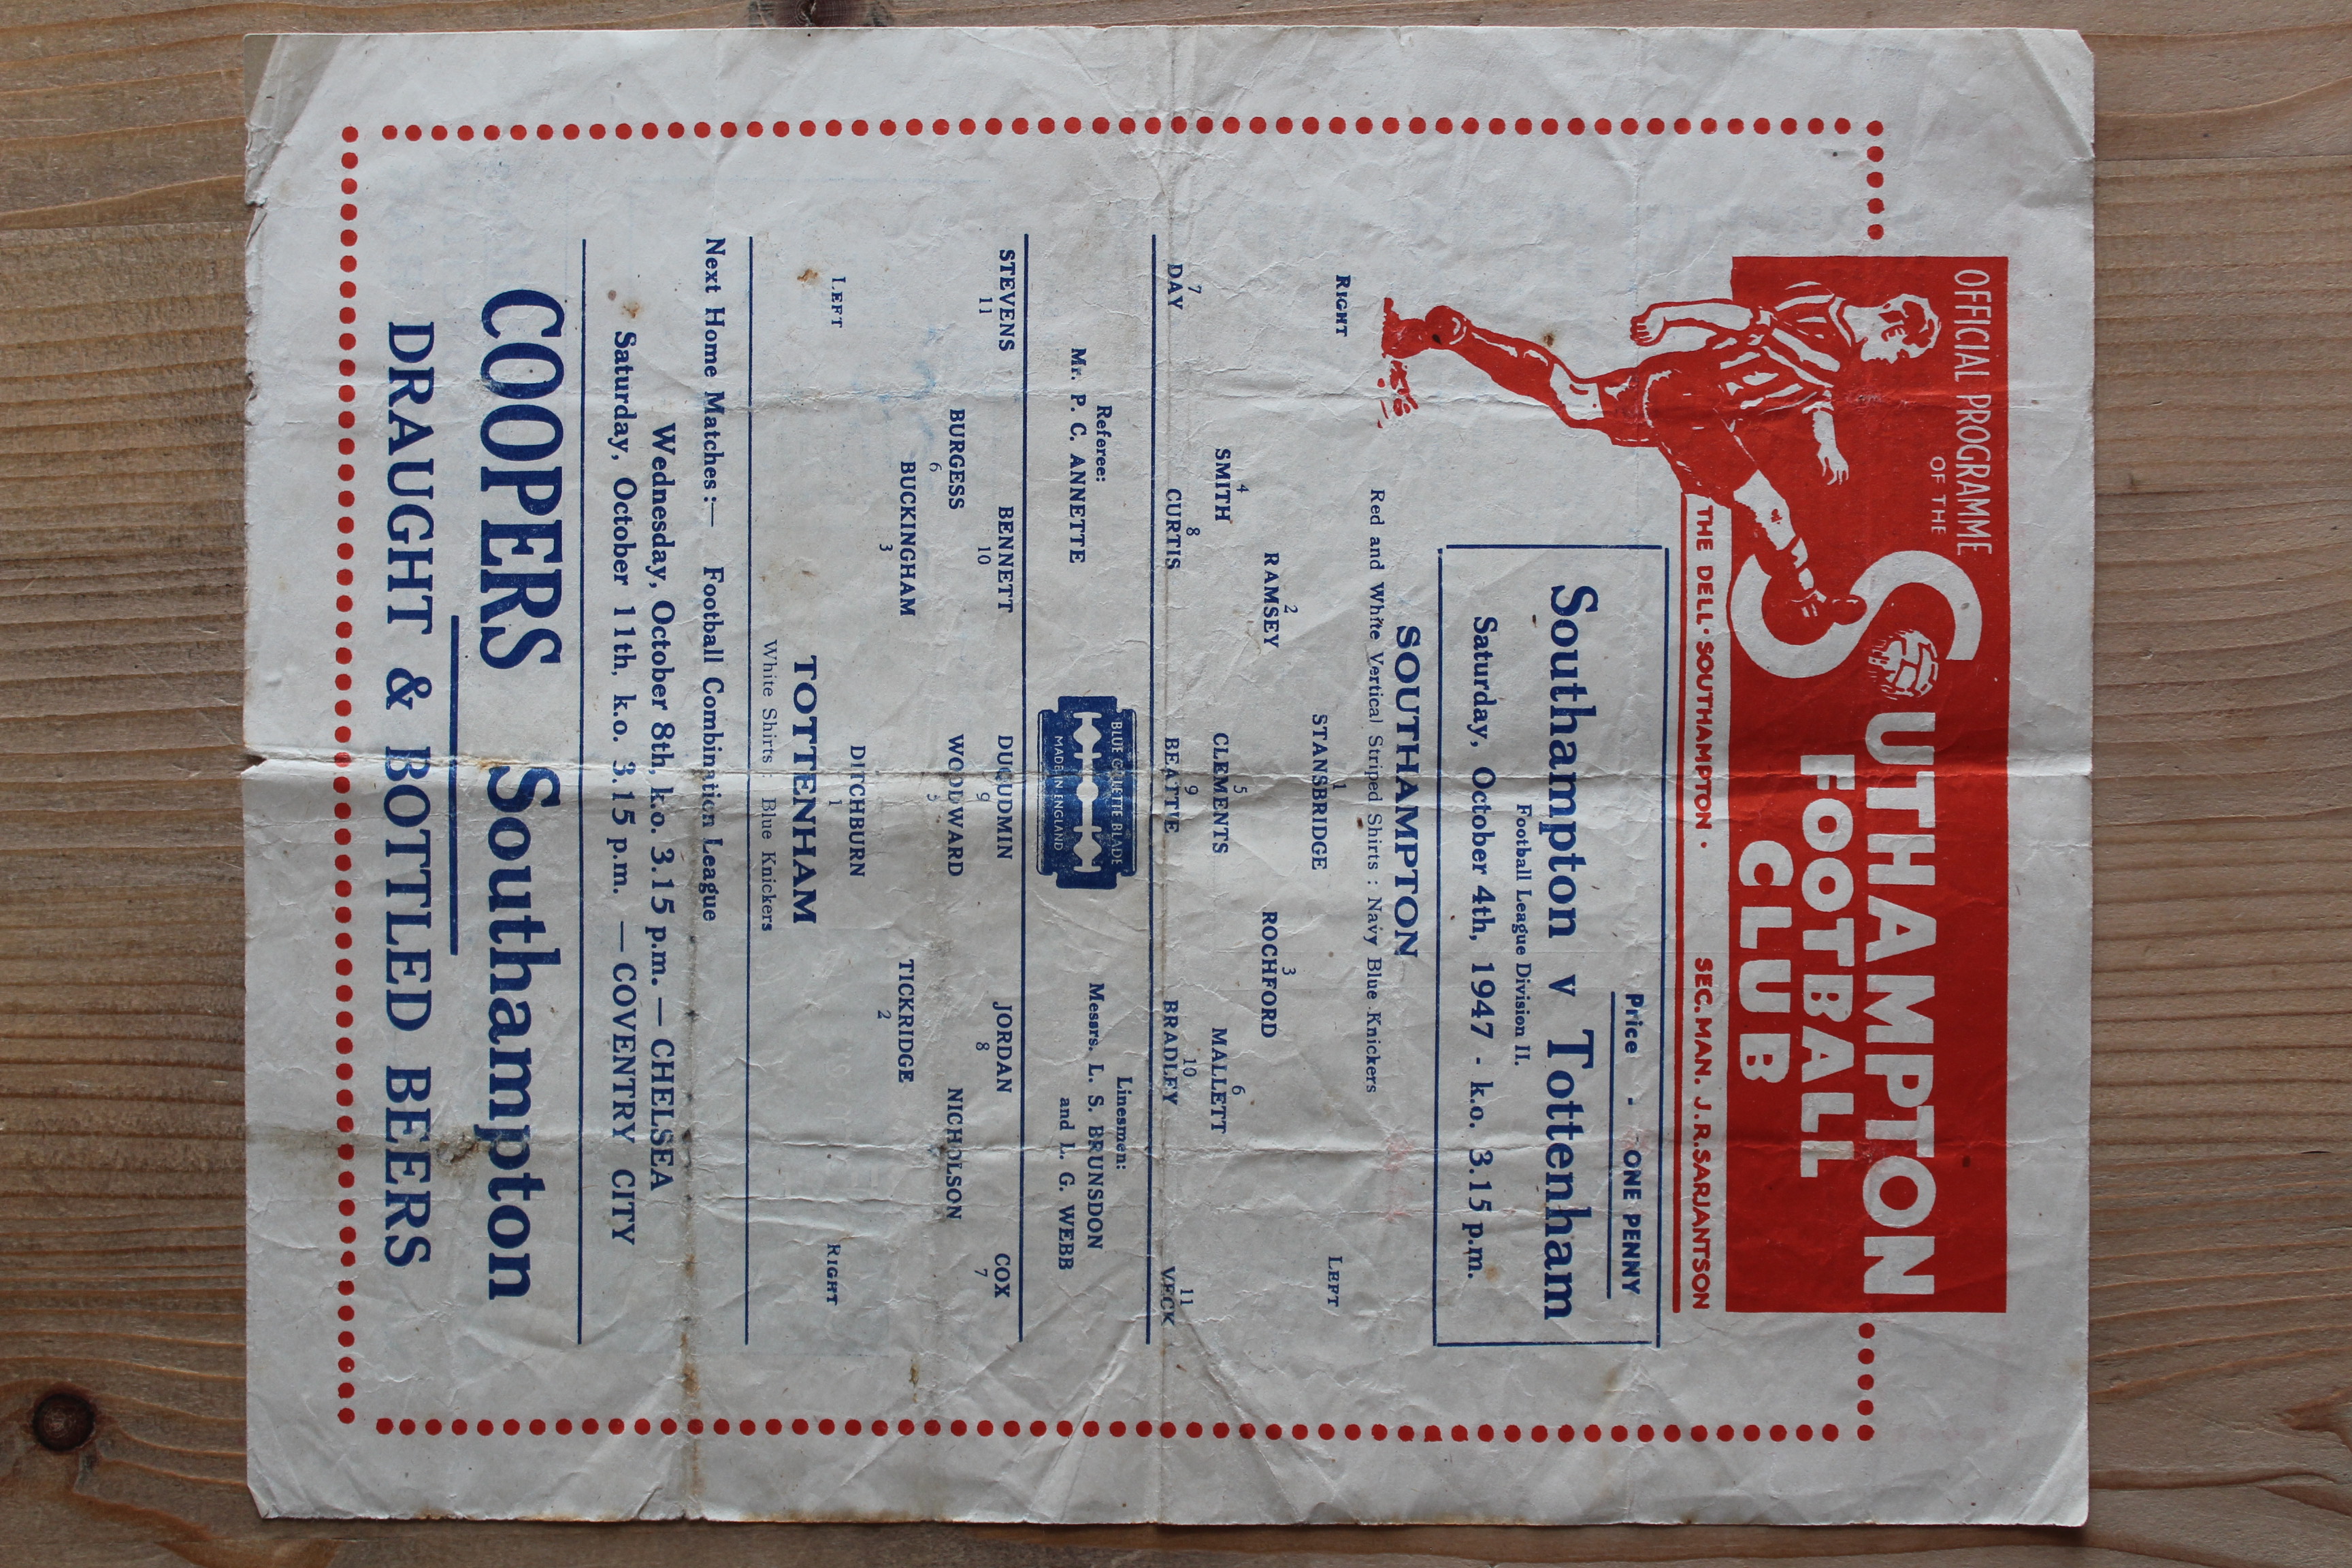 OFFICIAL PROGRAMME
OF THE
SOUTHAMPTON
FOOTBALL
CLUB
THE DELL · SOUTHAMPTON · SEC. MAN. J.R. SARJANTSON
Price - - ONE PENNY
Southampton v Tottenham
Football League Division II.
Saturday, October 4th, 1947 - k.o. 3.15 p.m.
SOUTHAMPTON
Red and White Vertical Striped Shirts : Navy Blue Knickers
RIGHT LEFT
1
STANSBRIDGE
2 3
RAMSEY ROCHFORD
4 5 6
SMITH CLEMENTS MALLETT
7 8 9 10 11
DAY CURTIS BEATTIE BRADLEY VECK
Referee: Linesmen:
Mr. P. C. ANNETTE Messrs. L. S. BRUNSDON
and L. G. WEBB
BLUE GILLETTE BLADE
MADE IN ENGLAND
STEVENS BENNETT DUQUDMIN JORDAN COX
11 10 9 8 7
BURGESS WOODWARD NICHOLSON
6 5
BUCKINGHAM TICKRIDGE
3 2
DITCHBURN
1
LEFT RIGHT
TOTTENHAM
White Shirts : Blue Knickers
Next Home Matches :— Football Combination League
Wednesday, October 8th, k.o. 3.15 p.m. — CHELSEA
Saturday, October 11th, k.o. 3.15 p.m. — COVENTRY CITY
COOPERS Southampton
DRAUGHT & BOTTLED BEERS